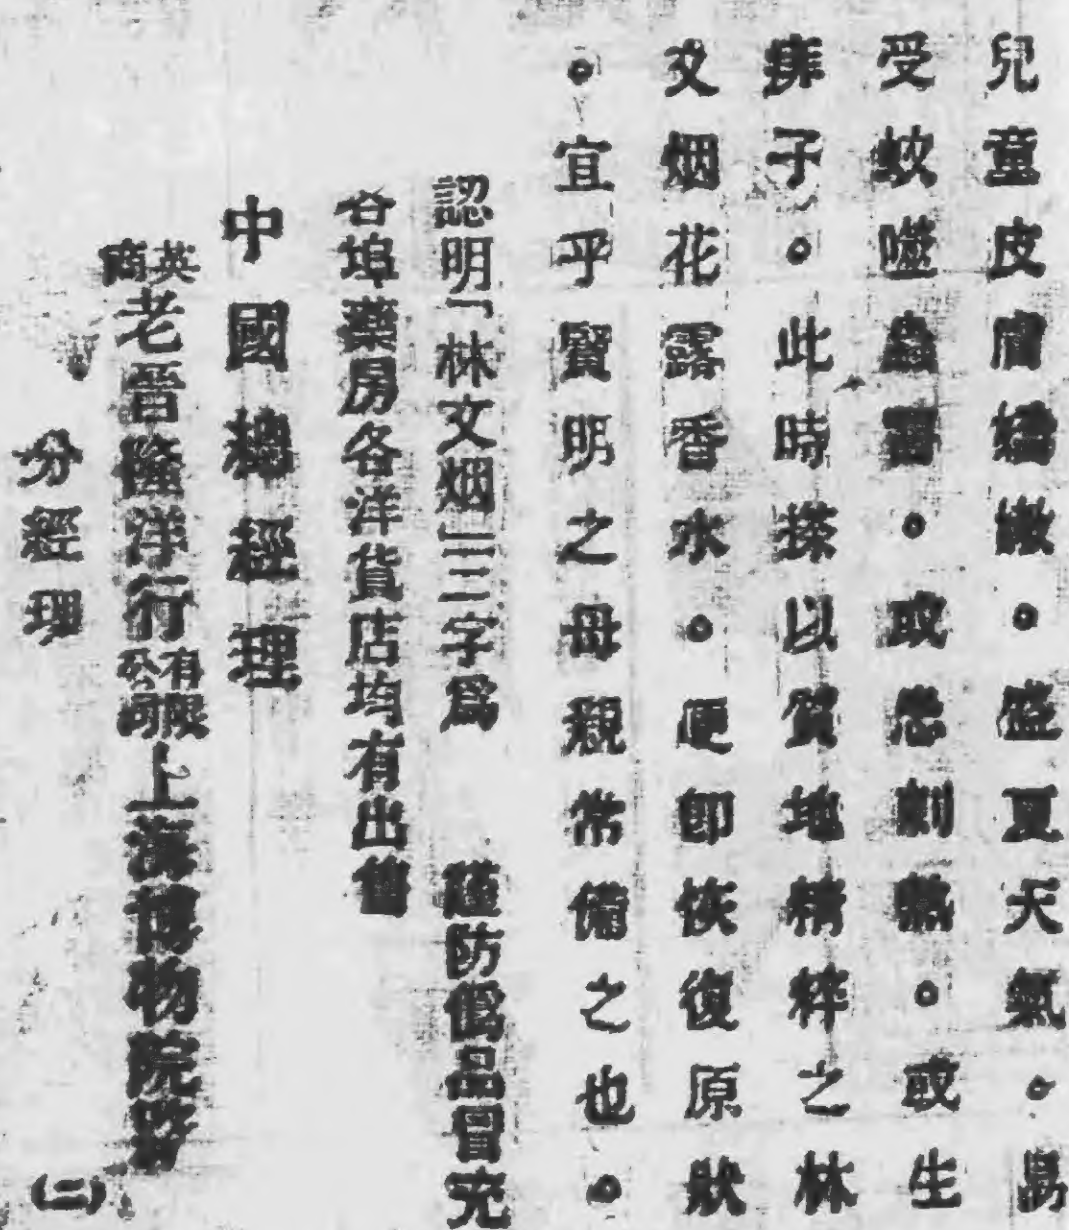 兒童皮膚嬌嫩。盛夏天氣。易
受蚊噬蟲嚙。或患劇熱。或生
痱子。此時搽以質地精粹之林
文烟花露香水。便即恢復原狀
。宜乎賢明之母親常備之也。
認明「林文烟」三字爲 謹防僞品冒充
各埠藥房各洋貨店均有出售
中國總經理
英商老晋隆洋行有限公司上海博物院路
分經理
(二)